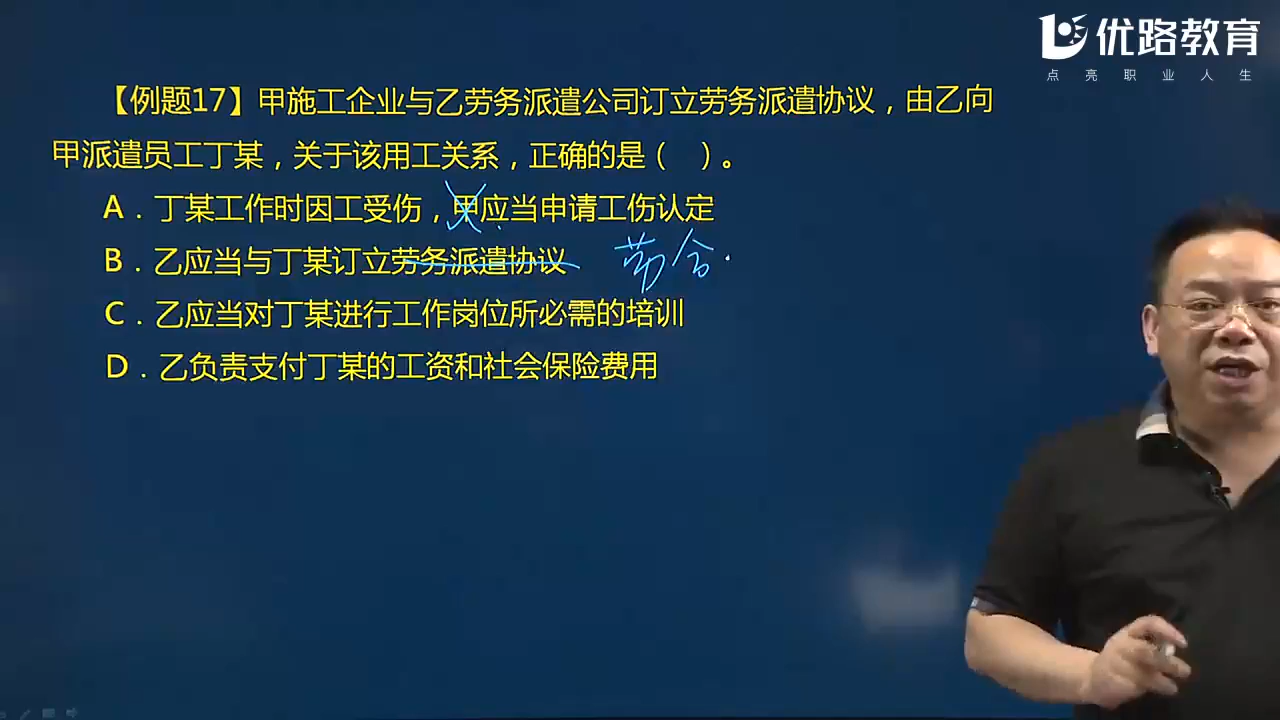 优路教育
点亮职业人生
【例题17】甲施工企业与乙劳务派遣公司订立劳务派遣协议，由乙向
甲派遣员工丁某，关于该用工关系，正确的是（ ）。
A．丁某工作时因工受伤，甲应当申请工伤认定
B．乙应当与丁某订立劳务派遣协议 劳合
C．乙应当对丁某进行工作岗位所必需的培训
D．乙负责支付丁某的工资和社会保险费用